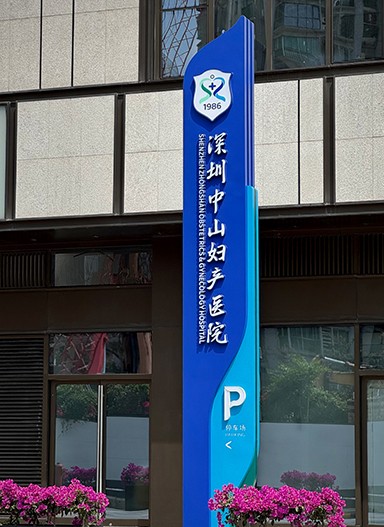 1986
深圳中山妇产医院
SHENZHEN ZHONGSHAN OBSTETRICS & GYNECOLOGY HOSPITAL
P
停车场
<